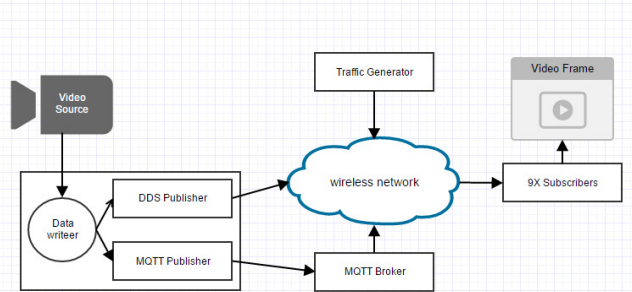 Video
Source
Traffic Generator
Video Frame
wireless network
9X Subscribers
DDS Publisher
Data
writeer
MQTT Publisher
MQTT Broker